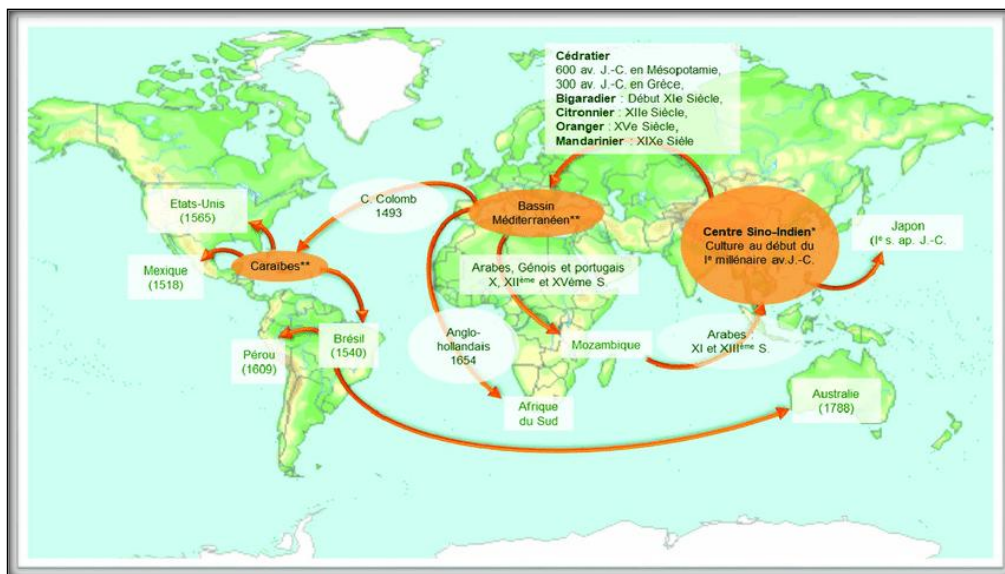 Cédratier
600 av. J.-C. en Mésopotamie,
300 av. J.-C. en Grèce,
Bigaradier : Début XIe Siècle,
Citronnier : XIIe Siècle,
Oranger : XVe Siècle,
Mandarinier : XIXe Sièle
C. Colomb
1493
Etats-Unis
(1565)
Bassin
Méditerranéen**
Centre Sino-Indien*
Culture au début du
Iᵉ millénaire av.J.-C.
Japon
(Iᵉ s. ap. J.-C.
Mexique
(1518)
Caraïbes**
Arabes, Génois et portugais
X, XIIème et XVème S.
Pérou
(1609)
Brésil
(1540)
Anglo-
hollandais
1654
Mozambique
Arabes :
XI et XIIIème S.
Afrique
du Sud
Australie
(1788)